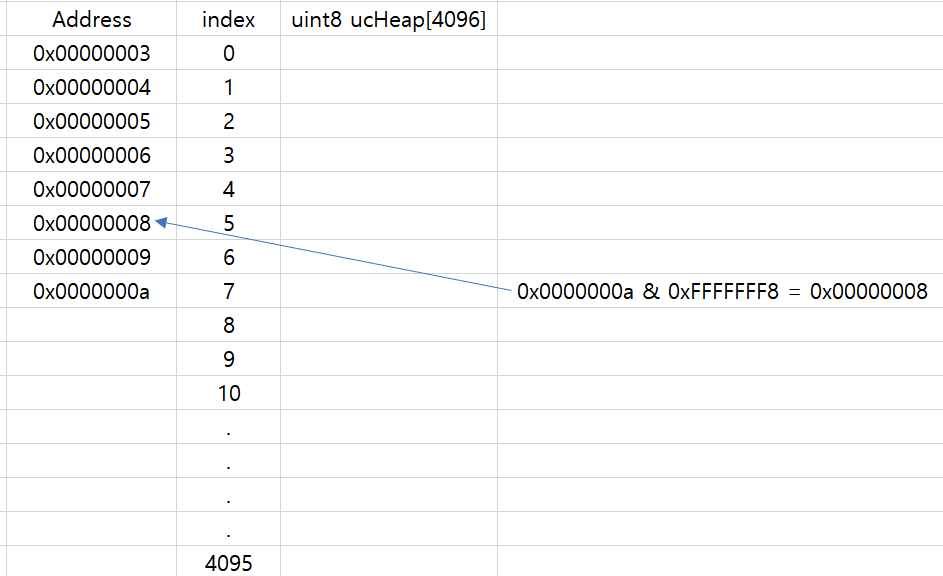 Address index uint8 ucHeap[4096]
0x00000003 0
0x00000004 1
0x00000005 2
0x00000006 3
0x00000007 4
0x00000008 5
0x00000009 6
0x0000000a 7 0x0000000a & 0xFFFFFFF8 = 0x00000008
8
9
10
.
.
.
.
4095